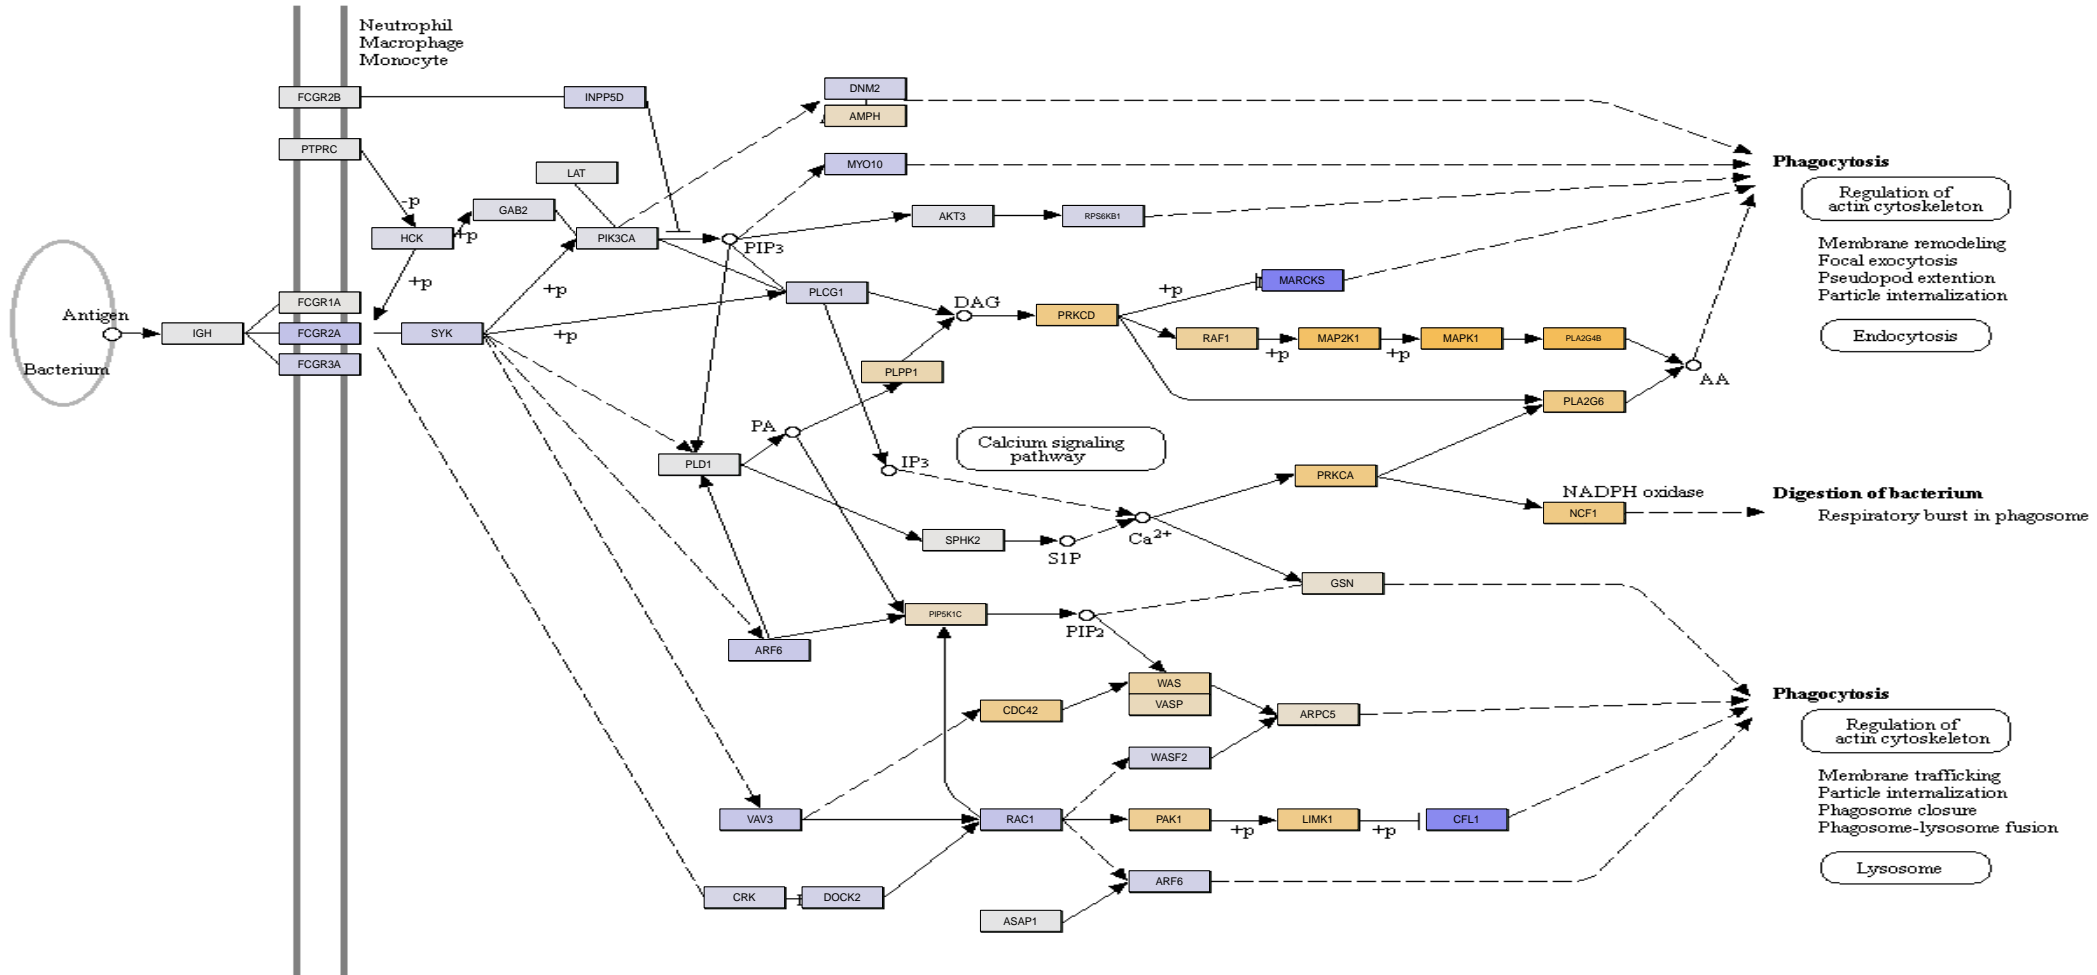 Neutrophil
Macrophage
Monocyte
FCGR2B
INPP5D
DNM2
AMPH
PTPRC
LAT
MYO10
Phagocytosis
-p
GAB2
AKT3
RPS6KB1
Regulation of
actin cytoskeleton
HCK
+p
PIK3CA
PIP3
Membrane remodeling
Focal exocytosis
Pseudopod extention
Particle internalization
+p
+p
PLCG1
+p
MARCKS
FCGR1A
DAG
PRKCD
Antigen
IGH
FCGR2A
SYK
+p
RAF1
+p
MAP2K1
+p
MAPK1
PLA2G4B
Endocytosis
Bacterium
FCGR3A
PLPP1
AA
PLA2G6
PA
Calcium signaling
pathway
PLD1
IP3
PRKCA
NADPH oxidase
NCF1
Digestion of bacterium
Respiratory burst in phagosome
SPHK2
S1P
Ca2+
GSN
PIP5K1C
PIP2
ARF6
WAS
VASP
CDC42
ARPC5
Phagocytosis
Regulation of
actin cytoskeleton
WASF2
Membrane trafficking
Particle internalization
Phagosome closure
Phagosome-lysosome fusion
VAV3
RAC1
PAK1
+p
LIMK1
+p
CFL1
Lysosome
ARF6
CRK
DOCK2
ASAP1